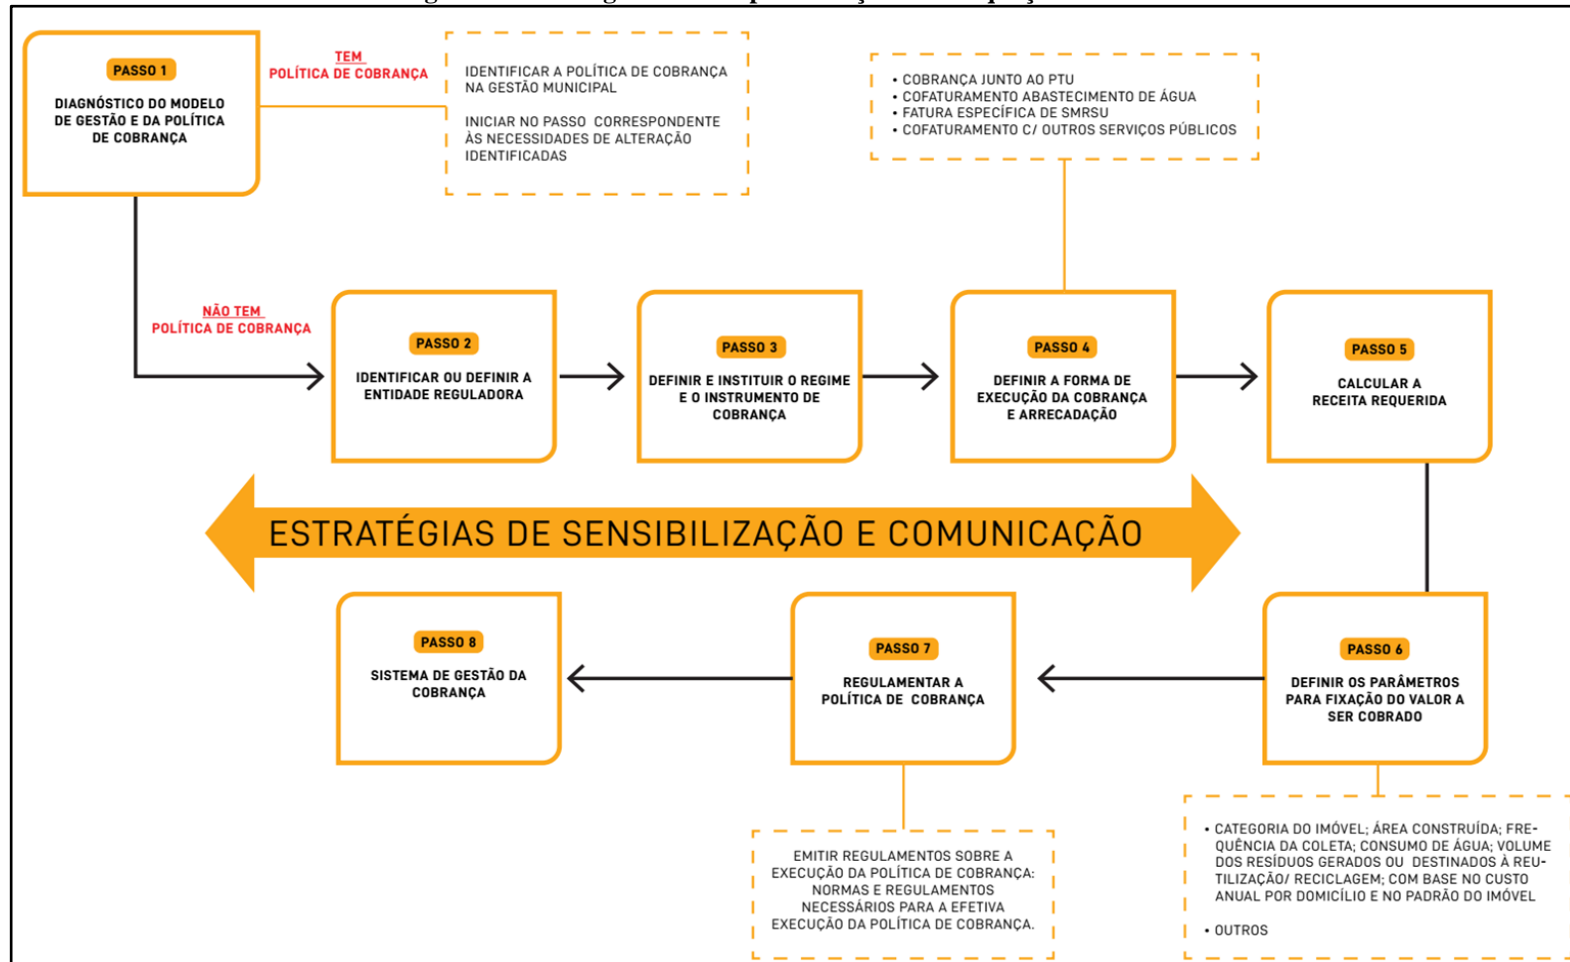 PASSO 1
DIAGNÓSTICO DO MODELO
DE GESTÃO E DA POLÍTICA
DE COBRANÇA
TEM
POLÍTICA DE COBRANÇA
IDENTIFICAR A POLÍTICA DE COBRANÇA
NA GESTÃO MUNICIPAL
INICIAR NO PASSO CORRESPONDENTE
ÀS NECESSIDADES DE ALTERAÇÃO
IDENTIFICADAS
• COBRANÇA JUNTO AO PTU
• COFATURAMENTO ABASTECIMENTO DE ÁGUA
• FATURA ESPECÍFICA DE SMRSU
• COFATURAMENTO C/ OUTROS SERVIÇOS PÚBLICOS
NÃO TEM
POLÍTICA DE COBRANÇA
PASSO 2
IDENTIFICAR OU DEFINIR A
ENTIDADE REGULADORA
PASSO 3
DEFINIR E INSTITUIR O REGIME
E O INSTRUMENTO DE
COBRANÇA
PASSO 4
DEFINIR A FORMA DE
EXECUÇÃO DA COBRANÇA
E ARRECADAÇÃO
PASSO 5
CALCULAR A
RECEITA REQUERIDA
ESTRATÉGIAS DE SENSIBILIZAÇÃO E COMUNICAÇÃO
PASSO 8
SISTEMA DE GESTÃO DA
COBRANÇA
PASSO 7
REGULAMENTAR A
POLÍTICA DE COBRANÇA
PASSO 6
DEFINIR OS PARÂMETROS
PARA FIXAÇÃO DO VALOR A
SER COBRADO
EMITIR REGULAMENTOS SOBRE A
EXECUÇÃO DA POLÍTICA DE COBRANÇA:
NORMAS E REGULAMENTOS
NECESSÁRIOS PARA A EFETIVA
EXECUÇÃO DA POLÍTICA DE COBRANÇA.
• CATEGORIA DO IMÓVEL; ÁREA CONSTRUÍDA; FRE-
QUÊNCIA DA COLETA; CONSUMO DE ÁGUA; VOLUME
DOS RESÍDUOS GERADOS OU DESTINADOS À REU-
TILIZAÇÃO/ RECICLAGEM; COM BASE NO CUSTO
ANUAL POR DOMICÍLIO E NO PADRÃO DO IMÓVEL
• OUTROS